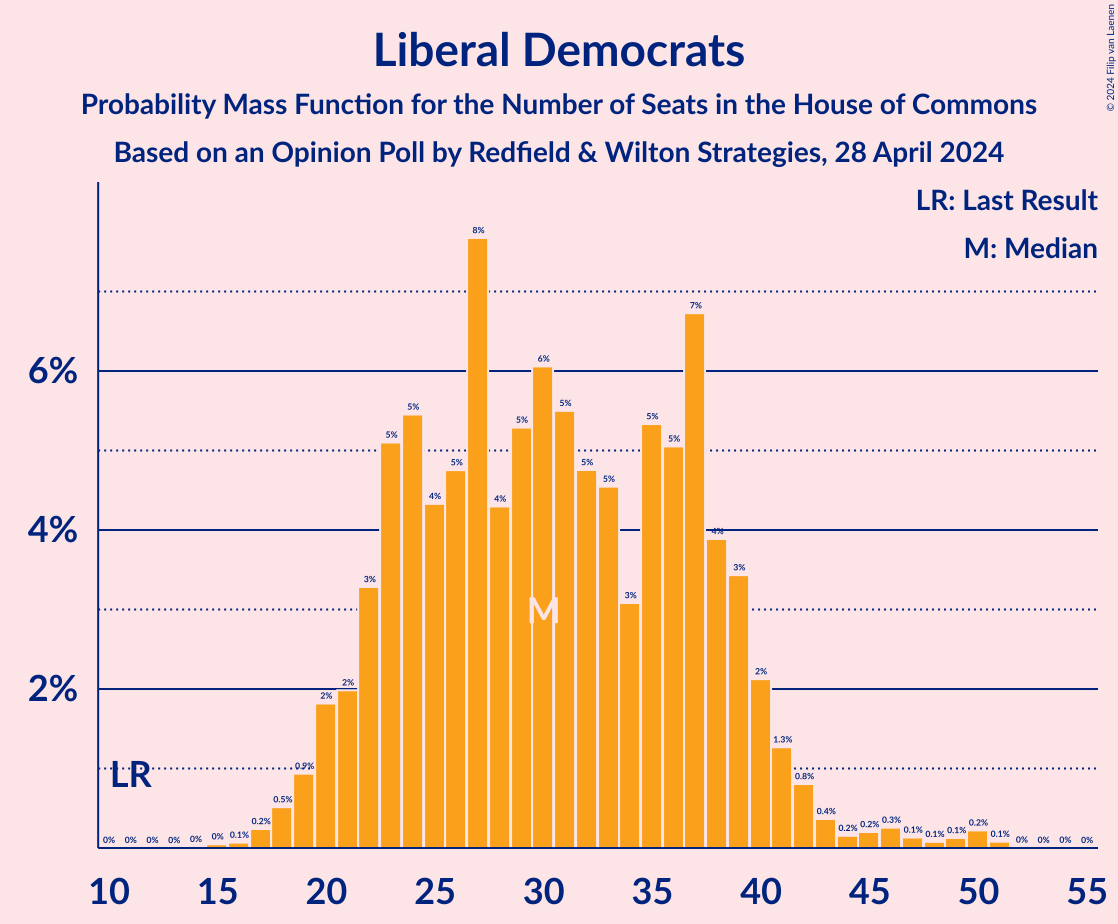 Liberal Democrats
Probability Mass Function for the Number of Seats in the House of Commons
Based on an Opinion Poll by Redfield & Wilton Strategies, 28 April 2024
© 2024 Filip van Laenen
LR: Last Result
M: Median
6%
4%
2%
0% 0% 0% 0% 0% 0% 0.1% 0.2% 0.5% 0.9% 2% 2% 3% 5% 5% 4% 5% 8% 4% 5% 6% 5% 5% 5% 3% 5% 5% 7% 4% 3% 2% 1.3% 0.8% 0.4% 0.2% 0.2% 0.3% 0.1% 0.1% 0.1% 0.2% 0.1% 0% 0% 0% 0%
M
LR
10 15 20 25 30 35 40 45 50 55